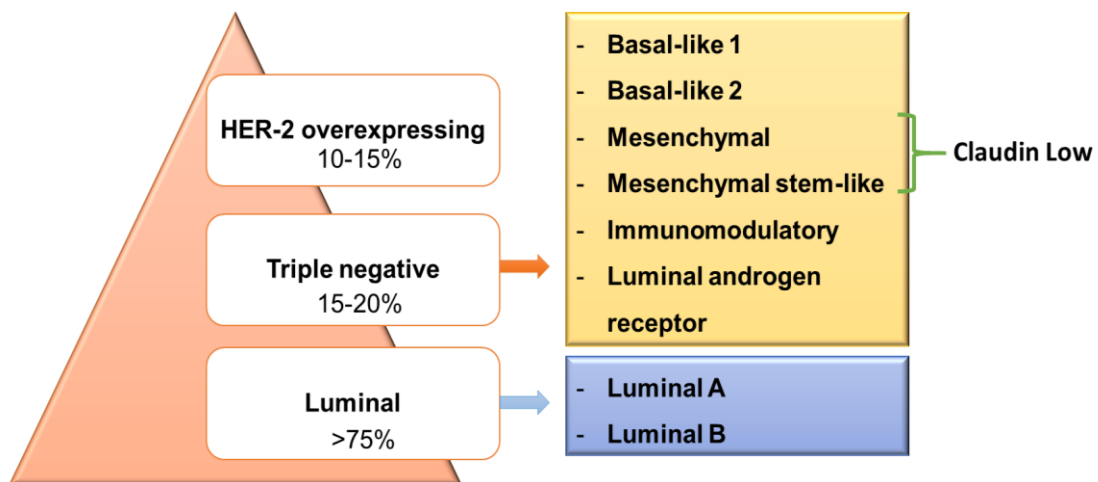 HER-2 overexpressing
10-15%
Triple negative
15-20%
Luminal
>75%
- Basal-like 1
- Basal-like 2
- Mesenchymal
- Mesenchymal stem-like
- Immunomodulatory
- Luminal androgen
receptor
Claudin Low
- Luminal A
- Luminal B